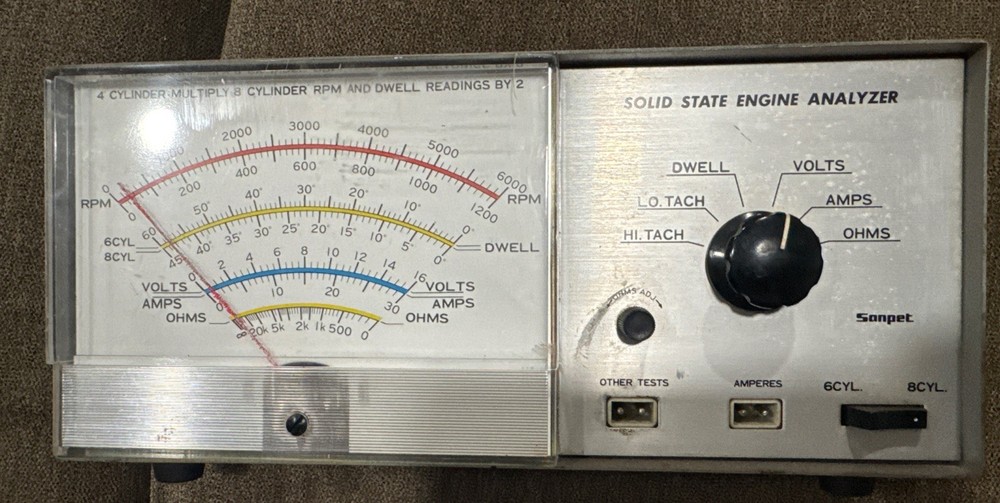 4 CYLINDER-MULTIPLY 8 CYLINDER RPM AND DWELL READINGS BY 2
0 2000 3000 4000 5000 6000
RPM RPM
0 200 400 600 800 1000 1200
60° 50° 40° 30° 20° 10° 0°
6CYL
8CYL
DWELL
45° 40° 35° 30° 25° 20° 15° 10° 5° 0°
0 2 4 6 8 10 12 14 16
VOLTS VOLTS
AMPS AMPS
0 10 20 30
OHMS OHMS
∞ 20k 5k 2k 1k 500 0
SOLID STATE ENGINE ANALYZER
DWELL VOLTS
LO. TACH AMPS
HI. TACH OHMS
OHMS ADJ.
Sanpet
OTHER TESTS AMPERES 6CYL. 8CYL.